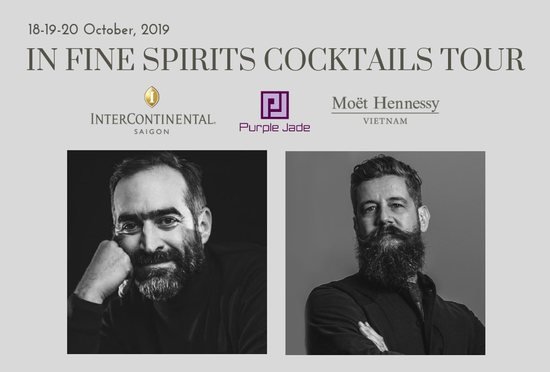 18-19-20 October, 2019
IN FINE SPIRITS COCKTAILS TOUR
INTERCONTINENTAL®
SAIGON
Purple Jade
Moët Hennessy
VIETNAM